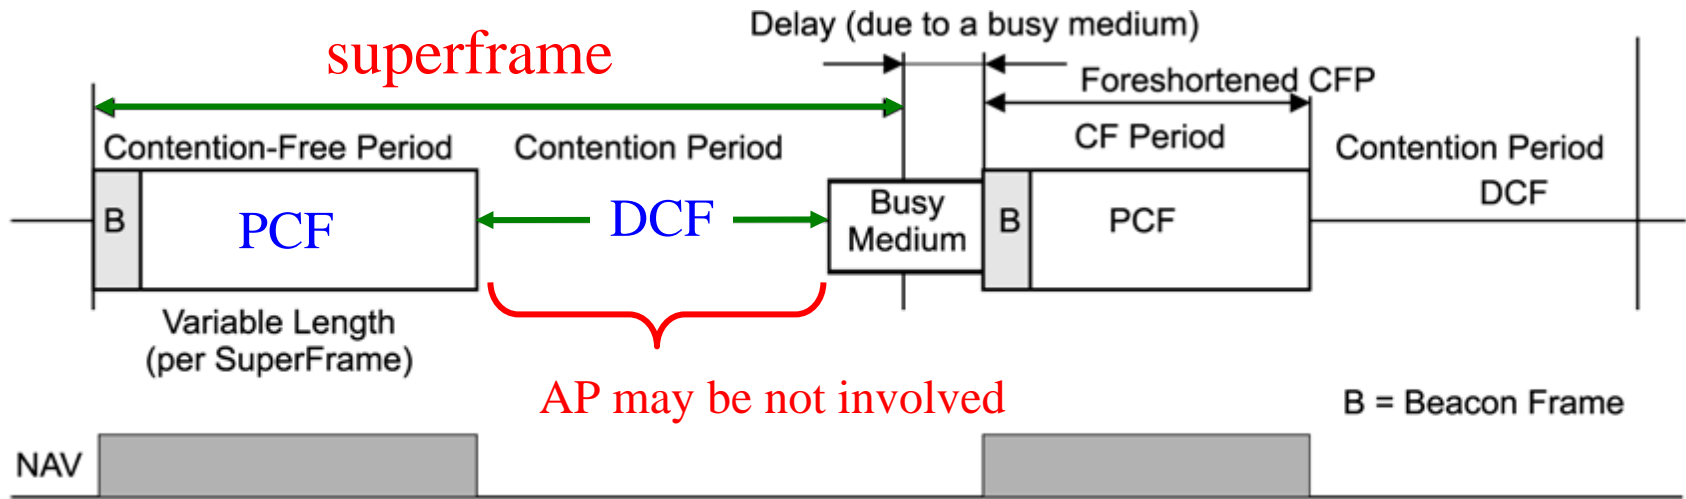 Delay (due to a busy medium)
superframe
Foreshortened CFP
Contention-Free Period
Contention Period
CF Period
Contention Period
B
PCF
DCF
Busy
Medium
B
PCF
DCF
Variable Length
(per SuperFrame)
AP may be not involved
B = Beacon Frame
NAV